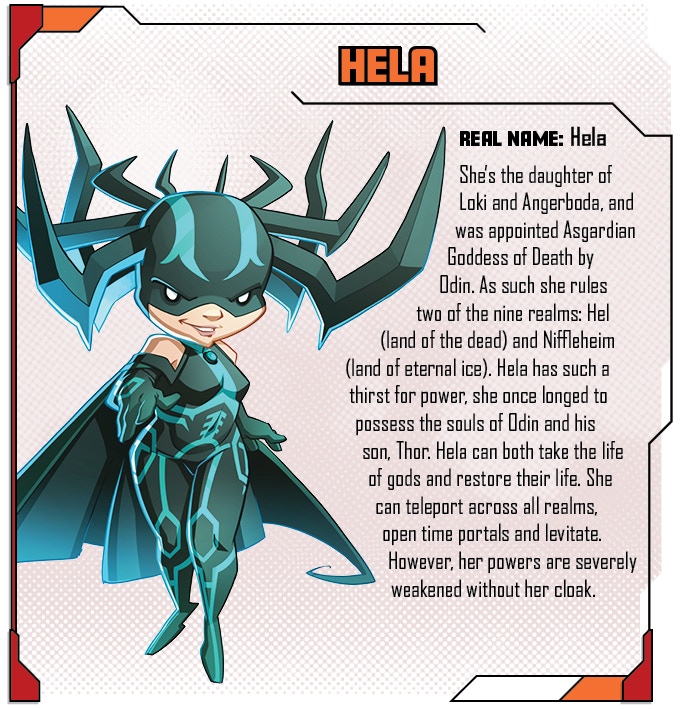 HELA
REAL NAME: Hela
She's the daughter of
Loki and Angerboda, and
was appointed Asgardian
Goddess of Death by
Odin. As such she rules
two of the nine realms: Hel
(land of the dead) and Niffleheim
(land of eternal ice). Hela has such a
thirst for power, she once longed to
possess the souls of Odin and his
son, Thor. Hela can both take the life
of gods and restore their life. She
can teleport across all realms,
open time portals and levitate.
However, her powers are severely
weakened without her cloak.